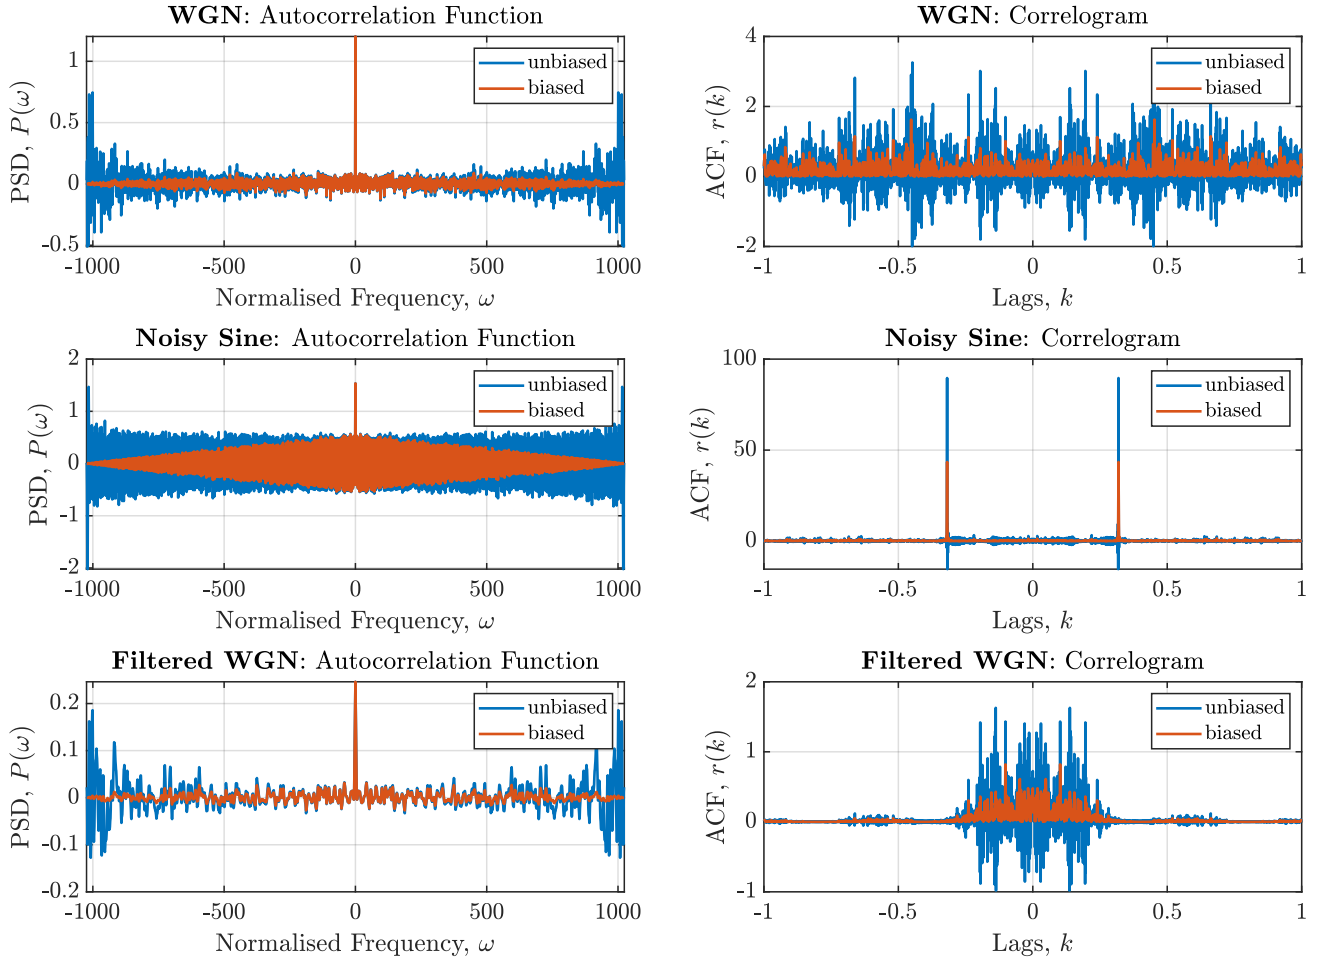 WGN: Autocorrelation Function
PSD, P(ω)
1
0.5
0
-0.5
-1000 -500 0 500 1000
Normalised Frequency, ω
unbiased
biased
WGN: Correlogram
ACF, r(k)
4
2
0
-2
-1 -0.5 0 0.5 1
Lags, k
unbiased
biased
Noisy Sine: Autocorrelation Function
PSD, P(ω)
2
1
0
-1
-2
-1000 -500 0 500 1000
Normalised Frequency, ω
unbiased
biased
Noisy Sine: Correlogram
ACF, r(k)
100
50
0
-1 -0.5 0 0.5 1
Lags, k
unbiased
biased
Filtered WGN: Autocorrelation Function
PSD, P(ω)
0.2
0.1
0
-0.1
-0.2
-1000 -500 0 500 1000
Normalised Frequency, ω
unbiased
biased
Filtered WGN: Correlogram
ACF, r(k)
2
1
0
-1
-1 -0.5 0 0.5 1
Lags, k
unbiased
biased